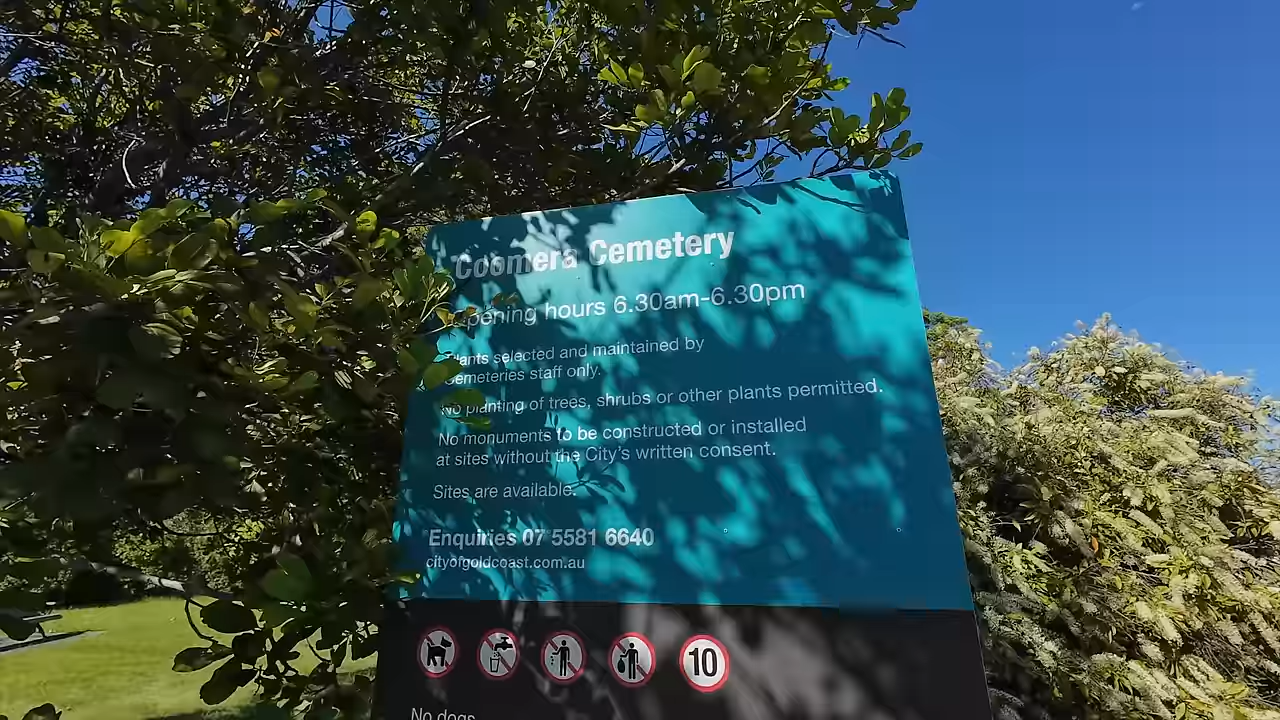 Coomera Cemetery
opening hours 6.30am-6.30pm
Plants selected and maintained by
cemeteries staff only.
No planting of trees, shrubs or other plants permitted.
No monuments to be constructed or installed
at sites without the City's written consent.
Sites are available.
Enquiries 07 5581 6640
cityofgoldcoast.com.au
10
No dogs